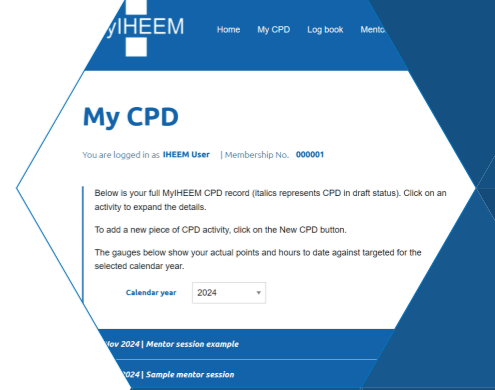 yIHEEM
Home My CPD Log book Mento
My CPD
You are logged in as IHEEM User | Membership No. 000001
Below is your full MyIHEEM CPD record (italics represents CPD in draft status). Click on an
activity to expand the details.
To add a new piece of CPD activity, click on the New CPD button.
The gauges below show your actual points and hours to date against targeted for the
selected calendar year.
Calendar year 2024
Nov 2024 | Mentor session example
2024 | Sample mentor session